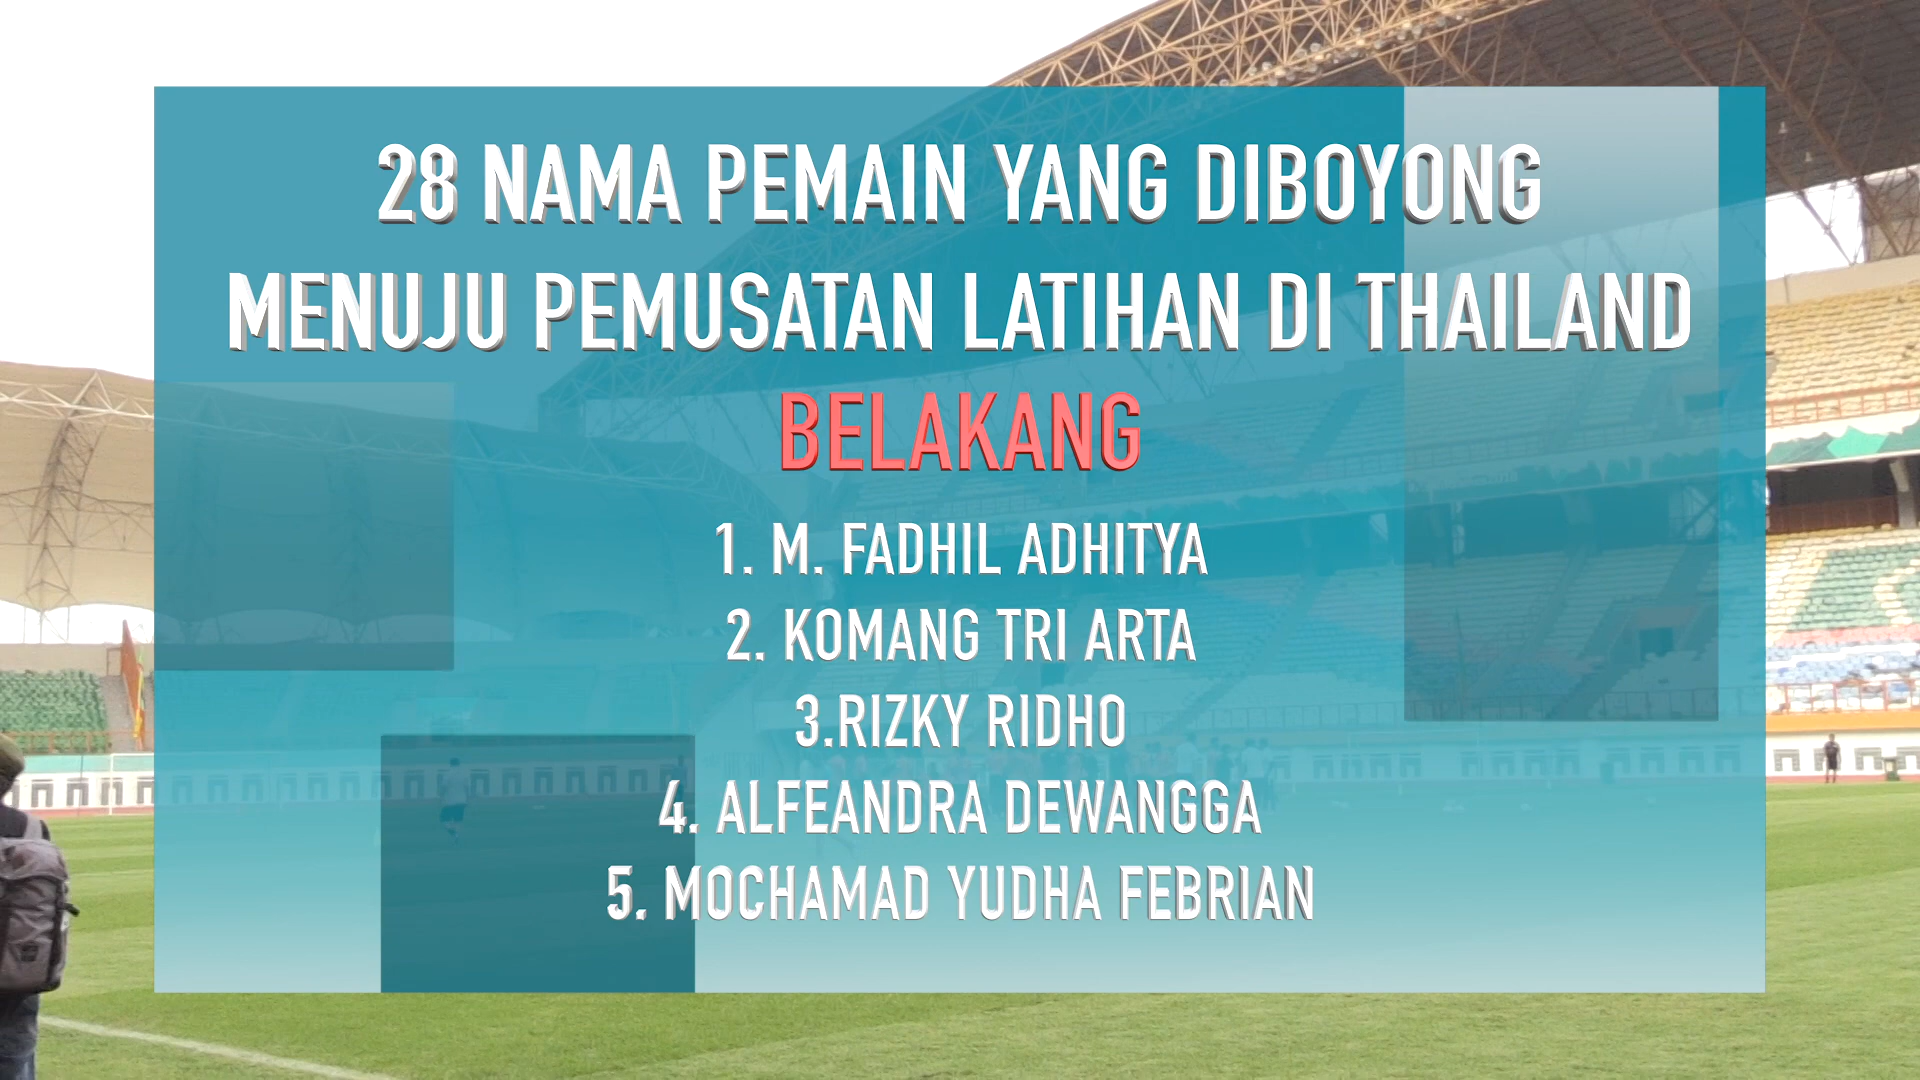 28 NAMA PEMAIN YANG DIBOYONG
MENUJU PEMUSATAN LATIHAN DI THAILAND
BELAKANG
1. M. FADHIL ADHITYA
2. KOMANG TRI ARTA
3.RIZKY RIDHO
4. ALFEANDRA DEWANGGA
5. MOCHAMAD YUDHA FEBRIAN